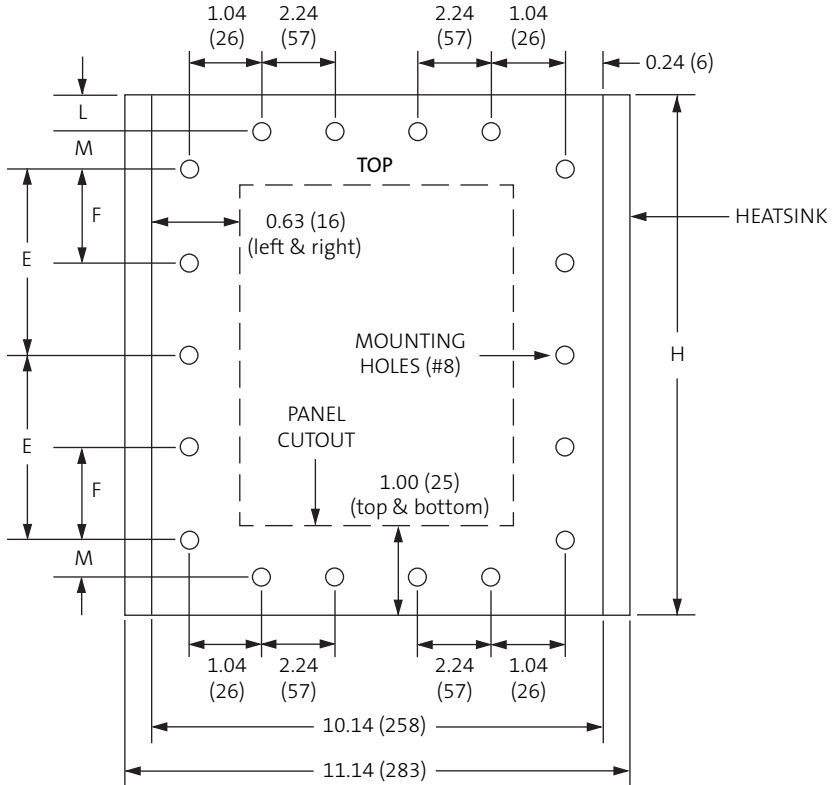 1.04
(26)
2.24
(57)
2.24
(57)
1.04
(26)
0.24 (6)
L
M
TOP
F
0.63 (16)
(left & right)
HEATSINK
E
MOUNTING
HOLES (#8)
H
PANEL
CUTOUT
E
F
1.00 (25)
(top & bottom)
M
1.04
(26)
2.24
(57)
2.24
(57)
1.04
(26)
10.14 (258)
11.14 (283)